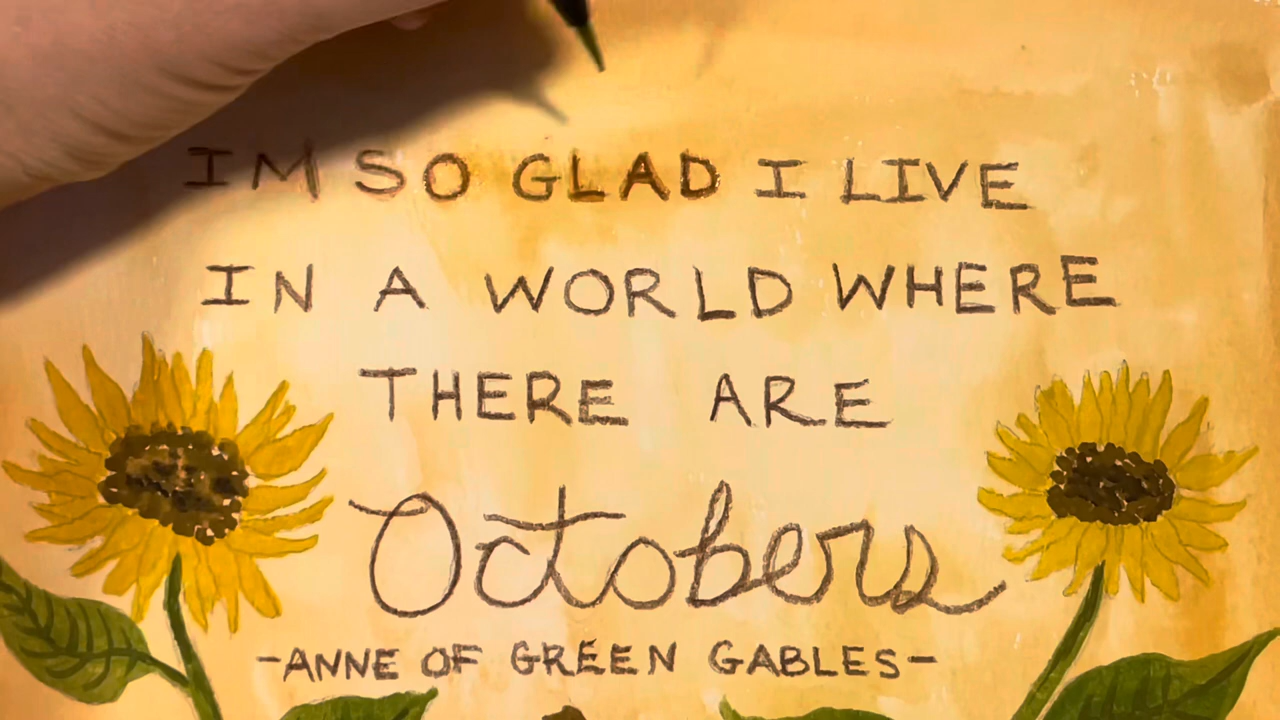 IM SO GLAD I LIVE
IN A WORLD WHERE
THERE ARE
Octobers
-ANNE OF GREEN GABLES-